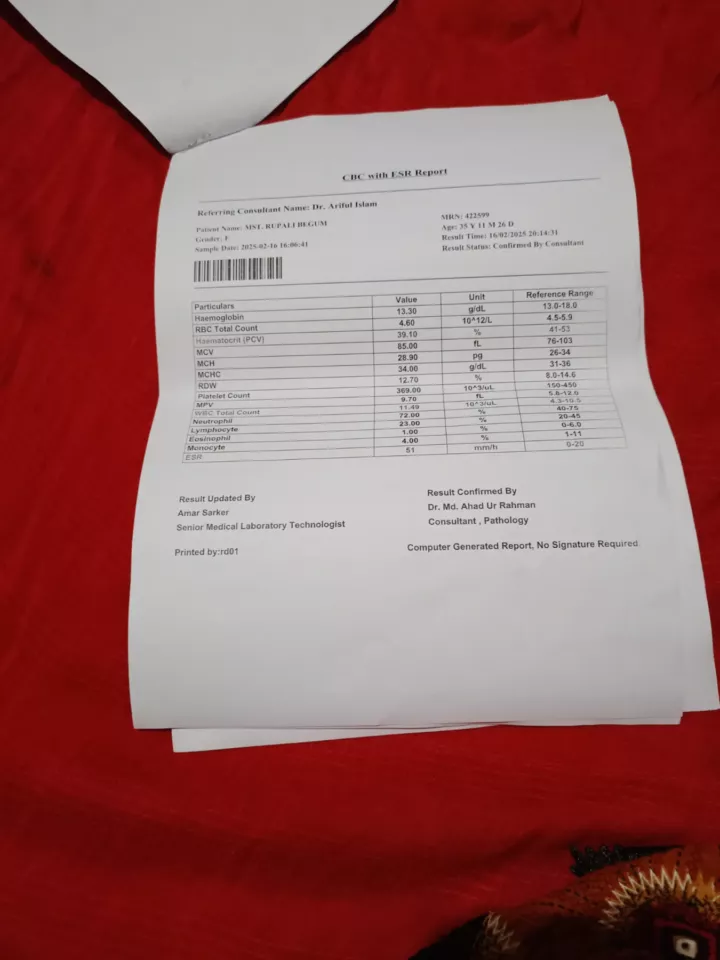 CBC with ESR Report
Referring Consultant Name: Dr. Ariful Islam
Patient Name: MST. RUPALI BEGUM
Gender: F
Sample Date: 2025-02-16 16:06:41
MRN: 422599
Age: 35 Y 11 M 26 D
Result Time: 16/02/2025 20:14:31
Result Status: Confirmed By Consultant
Particulars Value Unit Reference Range
Haemoglobin 13.30 g/dL 13.0-18.0
RBC Total Count 4.60 10^12/L 4.5-5.9
Haematocrit (PCV) 39.10 % 41-53
MCV 85.00 fL 76-103
MCH 28.90 pg 26-34
MCHC 34.00 g/dL 31-36
RDW 12.70 % 8.0-14.6
Platelet Count 369.00 10^3/uL 150-450
MPV 9.70 fL 5.8-12.0
WBC Total Count 11.49 10^3/uL 4.3-10.5
Neutrophil 72.00 % 40-75
Lymphocyte 23.00 % 20-45
Eosinophil 1.00 % 0-6.0
Monocyte 4.00 % 1-11
ESR 51 mm/h 0-20
Result Updated By
Amar Sarker
Senior Medical Laboratory Technologist
Result Confirmed By
Dr. Md. Ahad Ur Rahman
Consultant , Pathology
Printed by:rd01
Computer Generated Report, No Signature Required